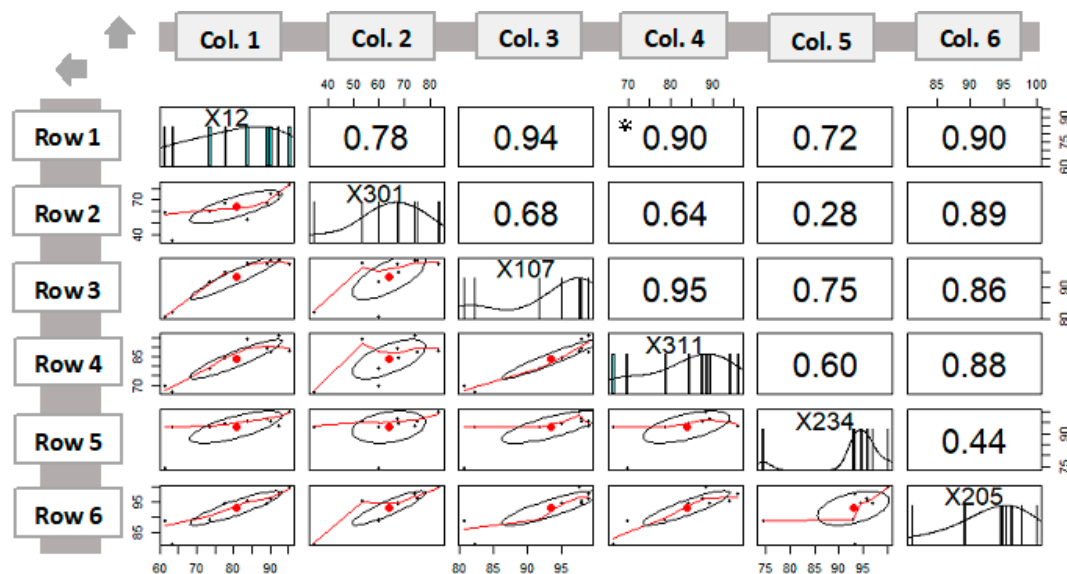 Col. 1 Col. 2 Col. 3 Col. 4 Col. 5 Col. 6
40 50 60 70 80 70 80 90 85 90 95 100
Row 1 X12 0.78 0.94 * 0.90 0.72 0.90 60 75 90
Row 2 40 70 X301 0.68 0.64 0.28 0.89
Row 3 X107 0.95 0.75 0.86 80 90
Row 4 70 85 X311 0.60 0.88
Row 5 X234 0.44 75 90
Row 6 85 95 X205
60 70 80 90 80 85 90 95 75 85 95